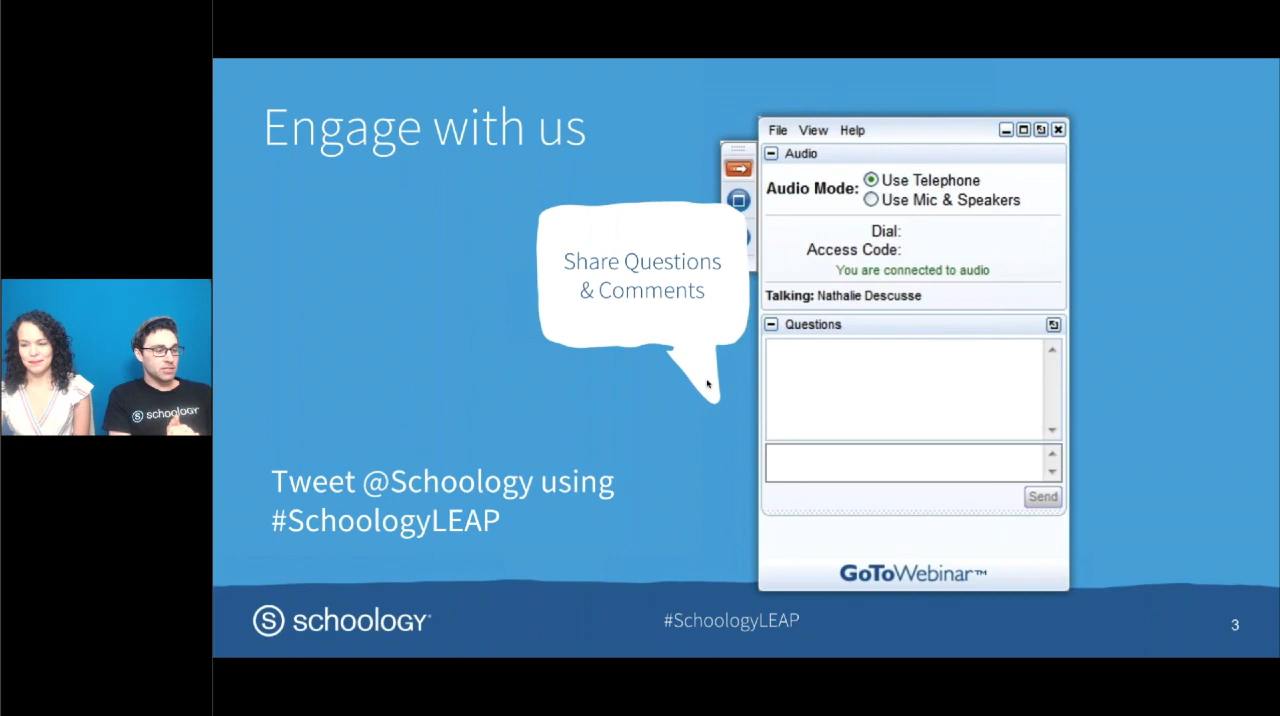 Engage with us
File View Help
Audio
Audio Mode: Use Telephone
Use Mic & Speakers
Dial:
Access Code:
You are connected to audio
Talking: Nathalie Descusse
Share Questions
& Comments
Questions
Send
GoToWebinar™
Tweet @Schoology using
#SchoologyLEAP
S schoology
S schoology
#SchoologyLEAP
3